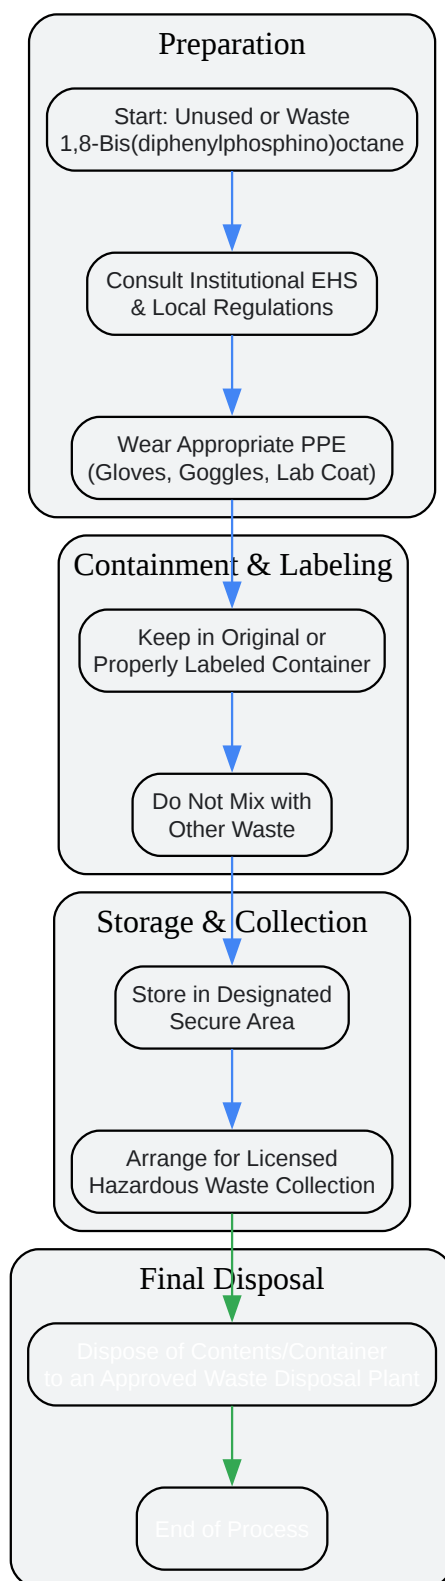 Preparation
Start: Unused or Waste
1,8-Bis(diphenylphosphino)octane
Consult Institutional EHS
& Local Regulations
Wear Appropriate PPE
(Gloves, Goggles, Lab Coat)
Containment & Labeling
Keep in Original or
Properly Labeled Container
Do Not Mix with
Other Waste
Storage & Collection
Store in Designated
Secure Area
Arrange for Licensed
Hazardous Waste Collection
Final Disposal
Dispose of Contents/Container
to an Approved Waste Disposal Plant
End of Process